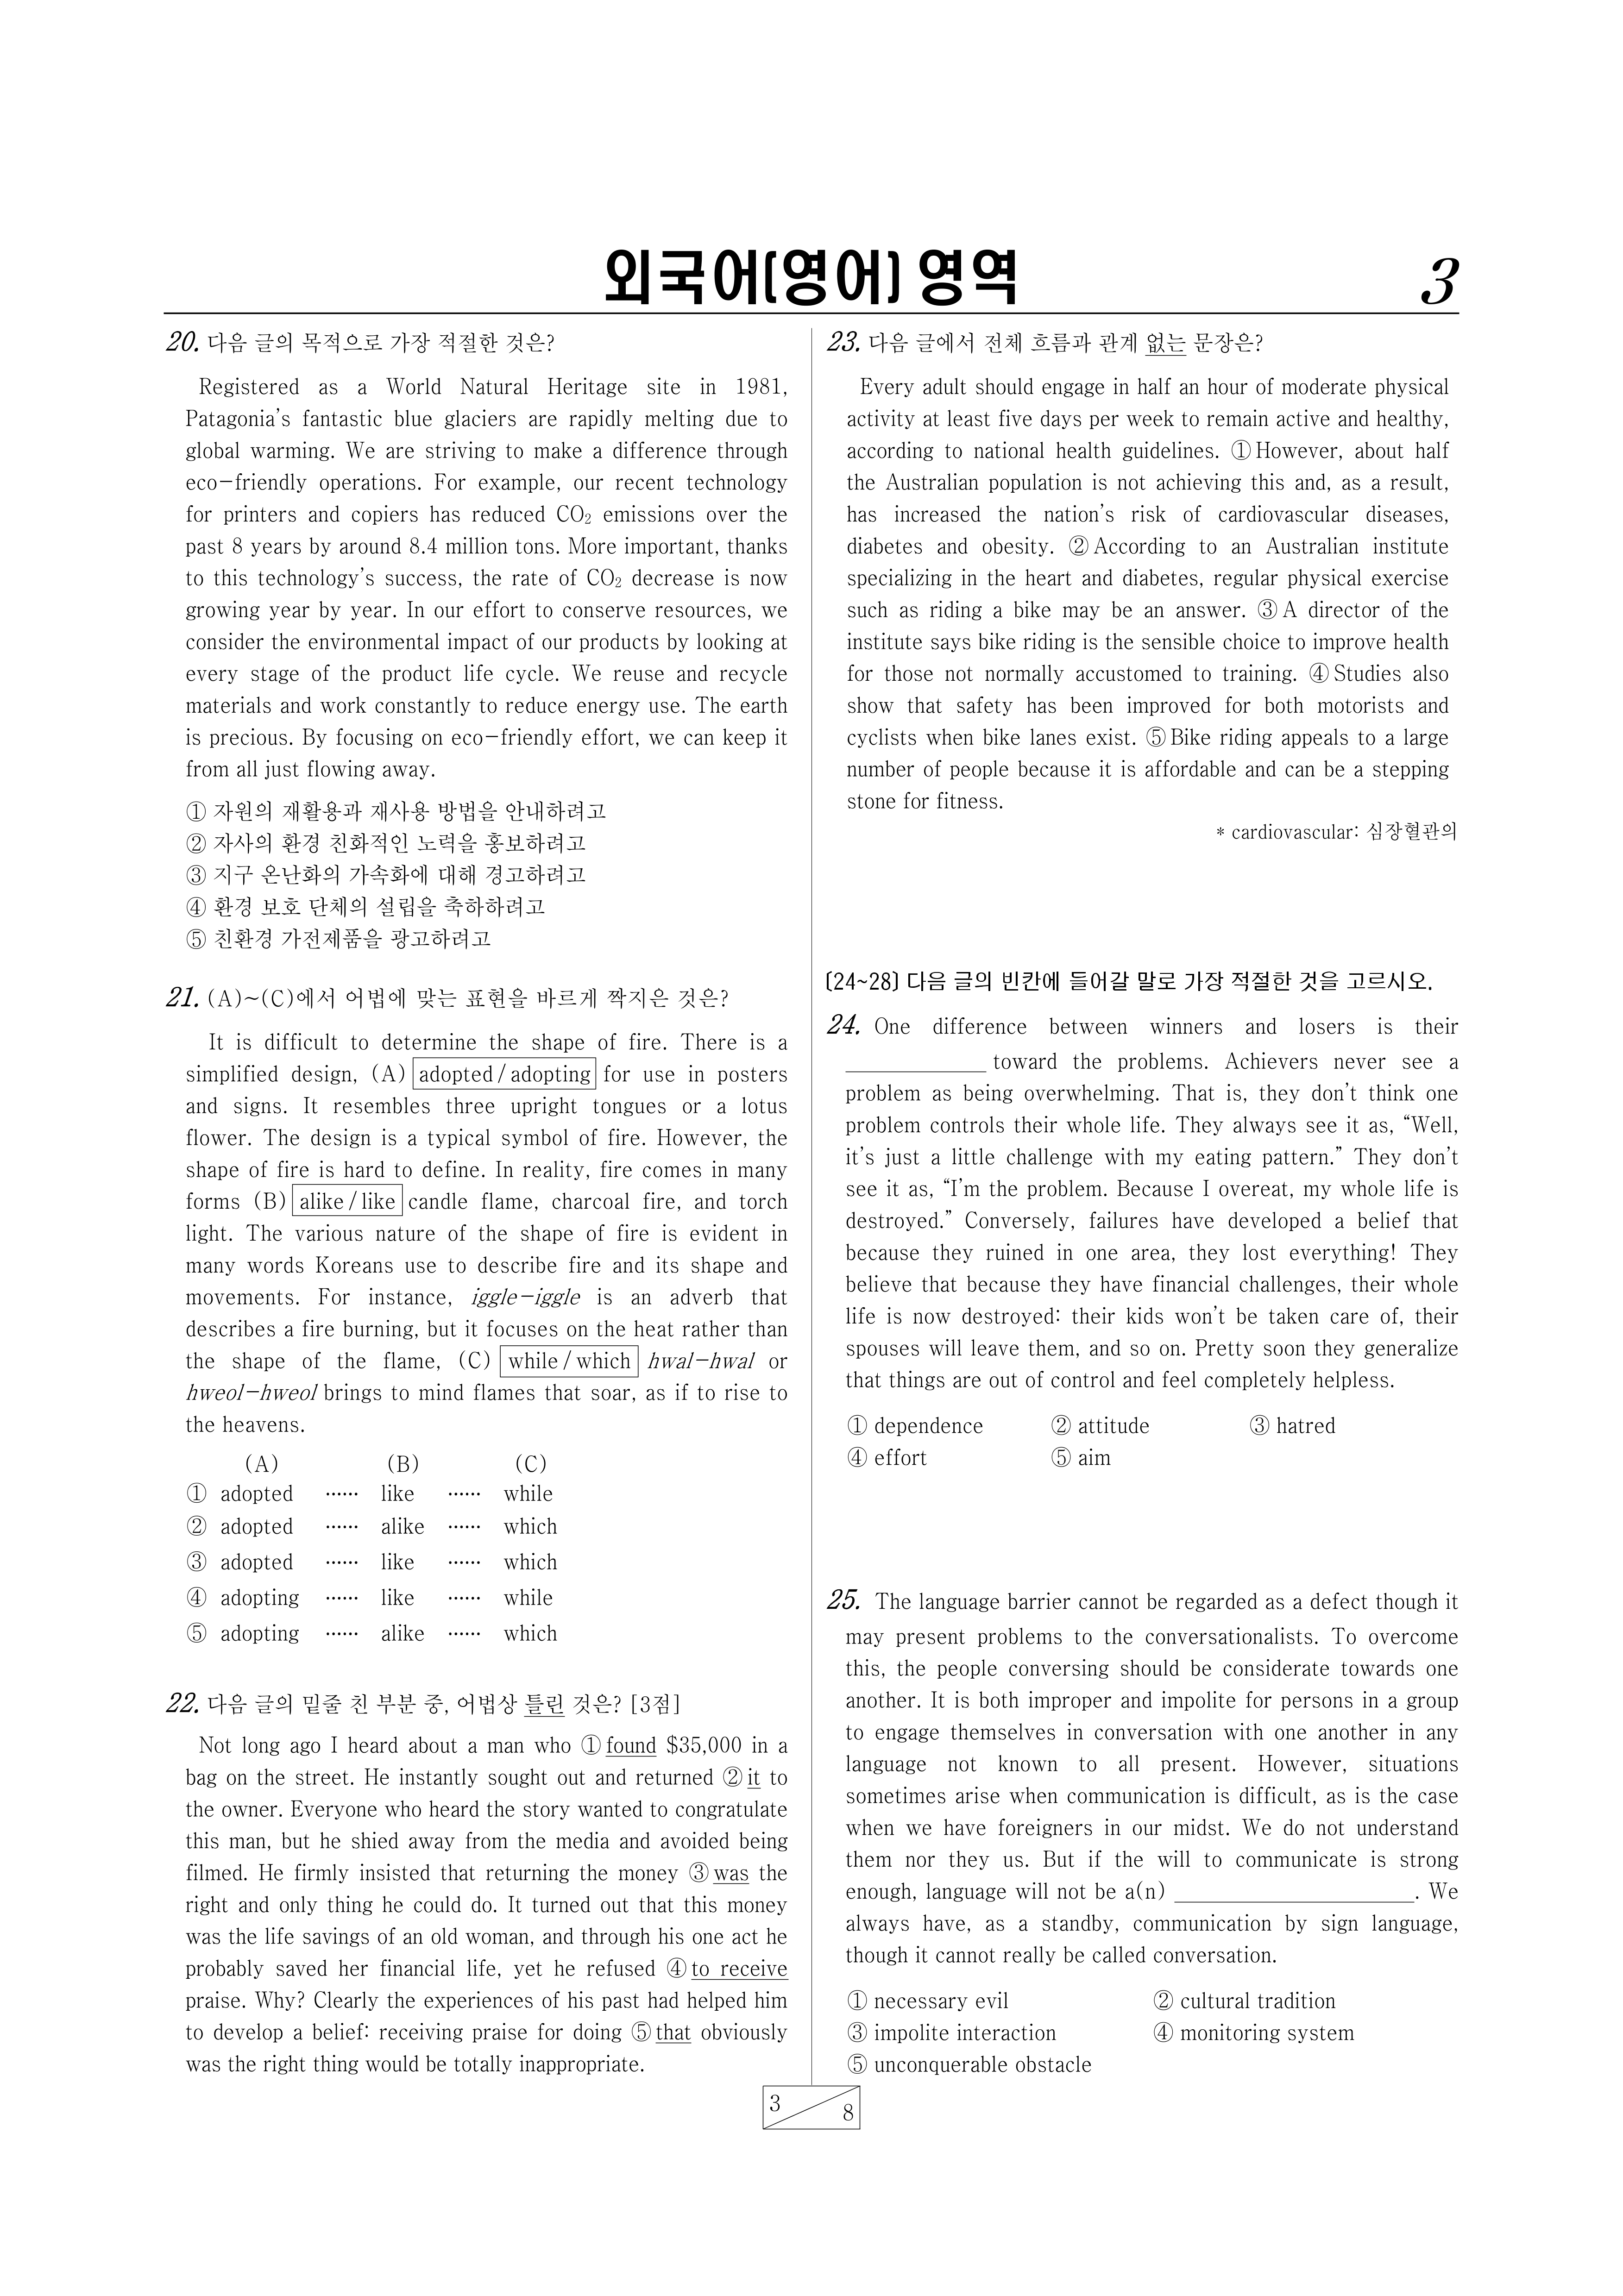 외국어(영어) 영역
3
20. 다음 글의 목적으로 가장 적절한 것은?
Registered as a World Natural Heritage site in 1981,
Patagonia's fantastic blue glaciers are rapidly melting due to
global warming. We are striving to make a difference through
eco-friendly operations. For example, our recent technology
for printers and copiers has reduced CO₂ emissions over the
past 8 years by around 8.4 million tons. More important, thanks
to this technology's success, the rate of CO₂ decrease is now
growing year by year. In our effort to conserve resources, we
consider the environmental impact of our products by looking at
every stage of the product life cycle. We reuse and recycle
materials and work constantly to reduce energy use. The earth
is precious. By focusing on eco-friendly effort, we can keep it
from all just flowing away.
① 자원의 재활용과 재사용 방법을 안내하려고
② 자사의 환경 친화적인 노력을 홍보하려고
③ 지구 온난화의 가속화에 대해 경고하려고
④ 환경 보호 단체의 설립을 축하하려고
⑤ 친환경 가전제품을 광고하려고
21. (A)~(C)에서 어법에 맞는 표현을 바르게 짝지은 것은?
It is difficult to determine the shape of fire. There is a
simplified design, (A) adopted / adopting for use in posters
and signs. It resembles three upright tongues or a lotus
flower. The design is a typical symbol of fire. However, the
shape of fire is hard to define. In reality, fire comes in many
forms (B) alike / like candle flame, charcoal fire, and torch
light. The various nature of the shape of fire is evident in
many words Koreans use to describe fire and its shape and
movements. For instance, iggle-iggle is an adverb that
describes a fire burning, but it focuses on the heat rather than
the shape of the flame, (C) while / which hwal-hwal or
hweol-hweol brings to mind flames that soar, as if to rise to
the heavens.
(A) (B) (C)
① adopted ······ like ······ while
② adopted ······ alike ······ which
③ adopted ······ like ······ which
④ adopting ······ like ······ while
⑤ adopting ······ alike ······ which
22. 다음 글의 밑줄 친 부분 중, 어법상 틀린 것은? [3점]
Not long ago I heard about a man who ① found $35,000 in a
bag on the street. He instantly sought out and returned ② it to
the owner. Everyone who heard the story wanted to congratulate
this man, but he shied away from the media and avoided being
filmed. He firmly insisted that returning the money ③ was the
right and only thing he could do. It turned out that this money
was the life savings of an old woman, and through his one act he
probably saved her financial life, yet he refused ④ to receive
praise. Why? Clearly the experiences of his past had helped him
to develop a belief: receiving praise for doing ⑤ that obviously
was the right thing would be totally inappropriate.
23. 다음 글에서 전체 흐름과 관계 없는 문장은?
Every adult should engage in half an hour of moderate physical
activity at least five days per week to remain active and healthy,
according to national health guidelines. ① However, about half
the Australian population is not achieving this and, as a result,
has increased the nation's risk of cardiovascular diseases,
diabetes and obesity. ② According to an Australian institute
specializing in the heart and diabetes, regular physical exercise
such as riding a bike may be an answer. ③ A director of the
institute says bike riding is the sensible choice to improve health
for those not normally accustomed to training. ④ Studies also
show that safety has been improved for both motorists and
cyclists when bike lanes exist. ⑤ Bike riding appeals to a large
number of people because it is affordable and can be a stepping
stone for fitness.
* cardiovascular: 심장혈관의
[24~28] 다음 글의 빈칸에 들어갈 말로 가장 적절한 것을 고르시오.
24. One difference between winners and losers is their
____________ toward the problems. Achievers never see a
problem as being overwhelming. That is, they don't think one
problem controls their whole life. They always see it as, “Well,
it's just a little challenge with my eating pattern.” They don't
see it as, “I'm the problem. Because I overeat, my whole life is
destroyed.” Conversely, failures have developed a belief that
because they ruined in one area, they lost everything! They
believe that because they have financial challenges, their whole
life is now destroyed: their kids won't be taken care of, their
spouses will leave them, and so on. Pretty soon they generalize
that things are out of control and feel completely helpless.
① dependence ② attitude ③ hatred
④ effort ⑤ aim
25. The language barrier cannot be regarded as a defect though it
may present problems to the conversationalists. To overcome
this, the people conversing should be considerate towards one
another. It is both improper and impolite for persons in a group
to engage themselves in conversation with one another in any
language not known to all present. However, situations
sometimes arise when communication is difficult, as is the case
when we have foreigners in our midst. We do not understand
them nor they us. But if the will to communicate is strong
enough, language will not be a(n) ____________________. We
always have, as a standby, communication by sign language,
though it cannot really be called conversation.
① necessary evil ② cultural tradition
③ impolite interaction ④ monitoring system
⑤ unconquerable obstacle
3
8